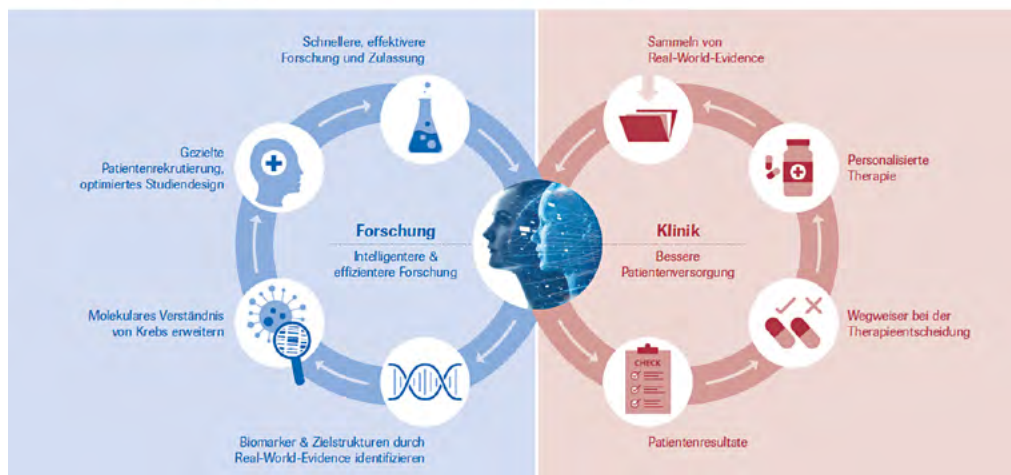 Schnellere, effektivere
Forschung und Zulassung
Gezielte
Patientenrekrutierung,
optimiertes Studiendesign
Forschung
Intelligentere &
effizientere Forschung
Molekulares Verständnis
von Krebs erweitern
Biomarker & Zielstrukturen durch
Real-World-Evidence identifizieren
Sammeln von
Real-World-Evidence
Personalisierte
Therapie
Klinik
Bessere
Patientenversorgung
Wegweiser bei der
Therapieentscheidung
CHECK
Patientenresultate